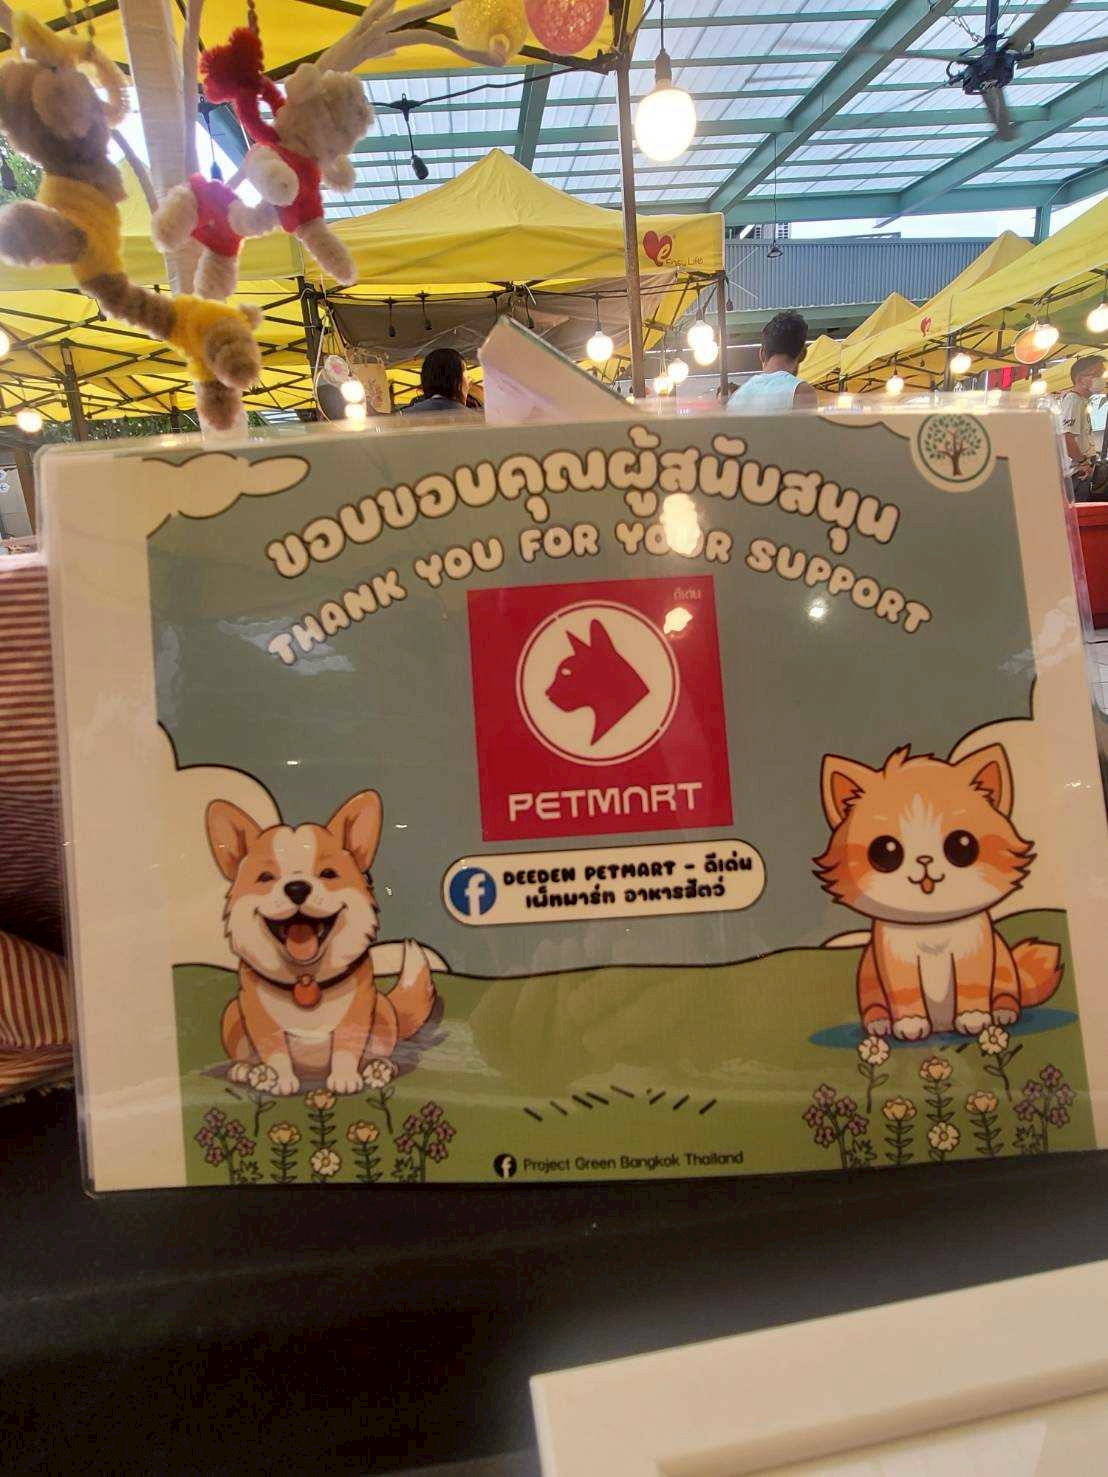 Easy Life
ขอบขอบคุณผู้สนับสนุน
THANK YOU FOR YOUR SUPPORT
ดีเด่น
PETMART
DEEDEN PETMART - ดีเด่น
เพ็ทมาร์ท อาหารสัตว์
Project Green Bangkok Thailand